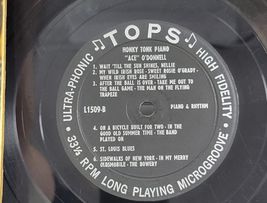 TOPS
ULTRA-PHONIC
HIGH FIDELITY
HONKY TONK PIANO
"ACE" O'DONNELL
1. WAIT 'TILL THE SUN SHINES, NELLIE
2. MY WILD IRISH ROSE - SWEET ROSIE O'GRADY -
WHEN IRISH EYES ARE SMILING
3. AFTER THE BALL IS OVER - TAKE ME OUT TO
THE BALL GAME - THE MAN ON THE FLYING
TRAPEZE
L1509-B
PIANO & RHYTHM
4. ON A BICYCLE BUILT FOR TWO - IN THE
GOOD OLD SUMMER TIME - THE BAND
PLAYED ON
5. ST. LOUIS BLUES
6. SIDEWALKS OF NEW YORK - IN MY MERRY
OLDSMOBILE - THE BOWERY
33⅓ RPM LONG PLAYING MICROGROOVE